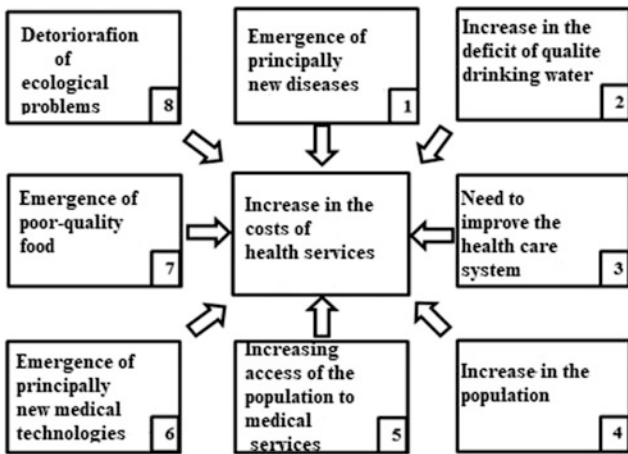 Detoriorafion
of
ecological
problems
8
Emergence of
principally
new diseases
1
Increase in the
deficit of qualite
drinking water
2
Emergence of
poor-quality
food
7
Increase in the
costs of
health services
Need to
improve the
health care
system
3
Emergence of
principally
new medical
technologies
6
Increasing
access of the
population to
medical
services
5
Increase in the
population
4